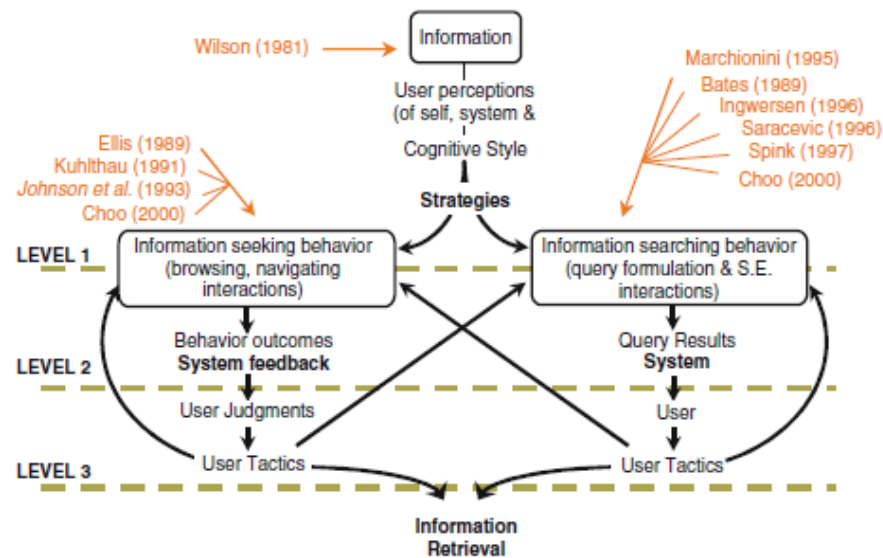 Wilson (1981)
Information
Marchionini (1995)
Bates (1989)
Ingwersen (1996)
Saracevic (1996)
Spink (1997)
Choo (2000)
User perceptions
(of self, system &
Cognitive Style
Ellis (1989)
Kuhlthau (1991)
Johnson et al. (1993)
Choo (2000)
Strategies
LEVEL 1
Information seeking behavior
(browsing, navigating
interactions)
Information searching behavior
(query formulation & S.E.
interactions)
Behavior outcomes
System feedback
Query Results
System
LEVEL 2
User Judgments
User
User Tactics
User Tactics
LEVEL 3
Information
Retrieval